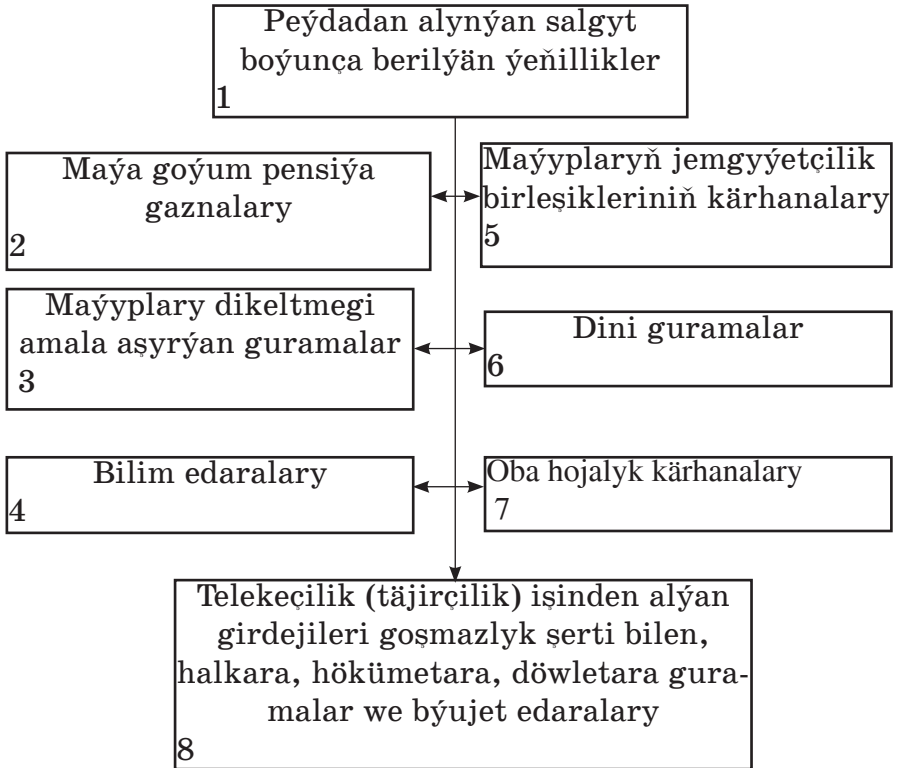 Peýdadan alynýan salgyt
boýunça berilýän ýeňillikler
1
Maýa goýum pensiýa
gaznalary
2
Maýyplaryň jemgyýetçilik
birleşikleriniň kärhanalary
5
Maýyplary dikeltmegi
amala aşyrýan guramalar
3
Dini guramalar
6
Bilim edaralary
4
Oba hojalyk kärhanalary
7
Telekeçilik (täjirçilik) işinden alýan
girdejileri goşmazlyk şerti bilen,
halkara, hökümetara, döwletara gura-
malar we býujet edaralary
8